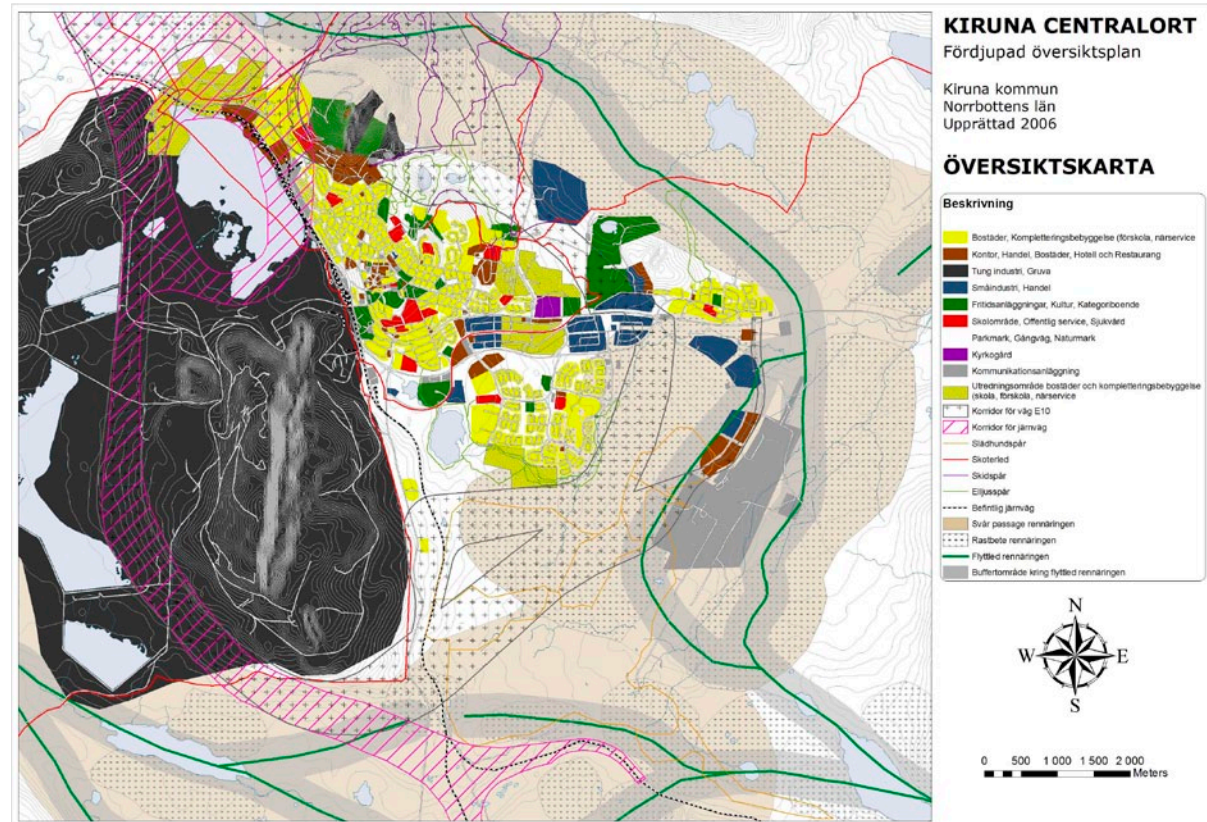 KIRUNA CENTRALORT
Fördjupad översiktsplan
Kiruna kommun
Norrbottens län
Upprättad 2006
ÖVERSIKTSKARTA
Beskrivning
Bostäder, Kompletteringsbebyggelse (förskola, närservice
Kontor, Handel, Bostäder, Hotell och Restaurang
Tung industri, Gruva
Småindustri, Handel
Fritidsanläggningar, Kultur, Kategoriboende
Skolområde, Offentlig service, Sjukvård
Parkmark, Gångväg, Naturmark
Kyrkogård
Kommunikationsanläggning
Utredningsområde bostäder och kompletteringsbebyggelse
(skola, förskola, närservice
Korridor för väg E10
Korridor för järnväg
Slädhundspår
Skoterled
Skidspår
Elljusspår
Befintlig järnväg
Svår passage rennäringen
Rastbete rennäringen
Flyttled rennäringen
Buffertområde kring flyttled rennäringen
N
W E
S
0 500 1 000 1 500 2 000
Meters